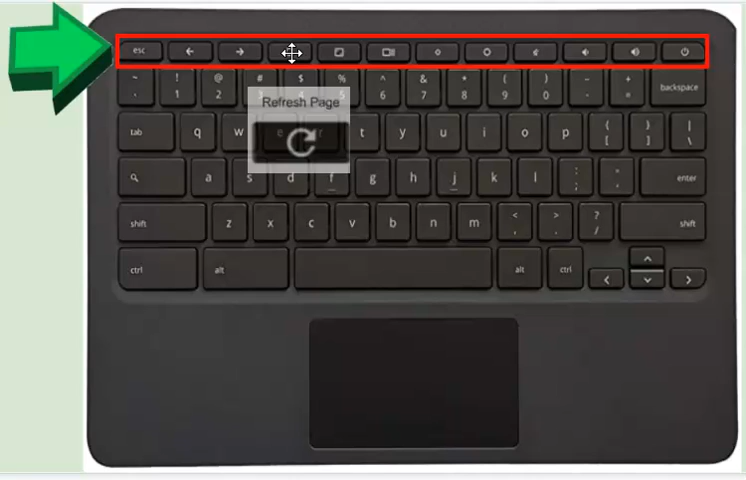 esc
~ ! @ # $ % ^ & * ( ) - +
1 2 3 4 5 6 7 8 9 0 = backspace
Refresh Page
tab q w e r t y u i o p { } |
[ ] \
a s d f g h j k l : enter
;
shift z x c v b n m < > ? shift
, . /
ctrl alt alt ctrl